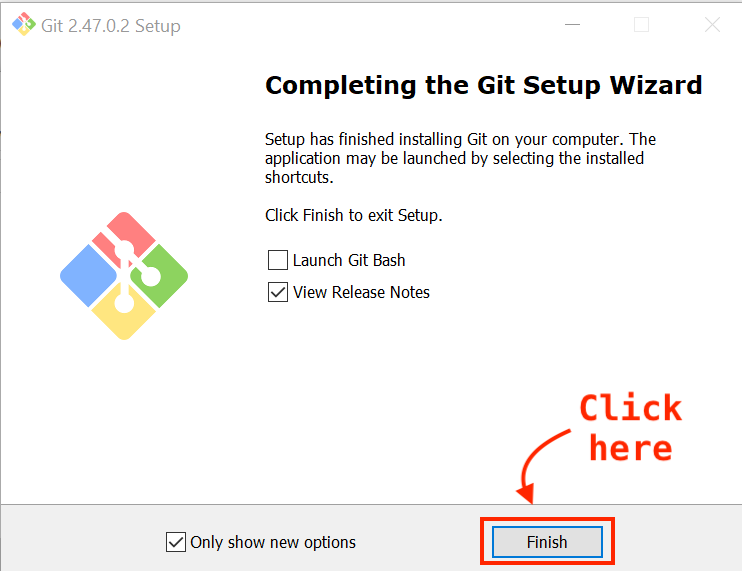 Git 2.47.0.2 Setup
Completing the Git Setup Wizard
Setup has finished installing Git on your computer. The
application may be launched by selecting the installed
shortcuts.
Click Finish to exit Setup.
Launch Git Bash
View Release Notes
Click
here
Only show new options
Finish